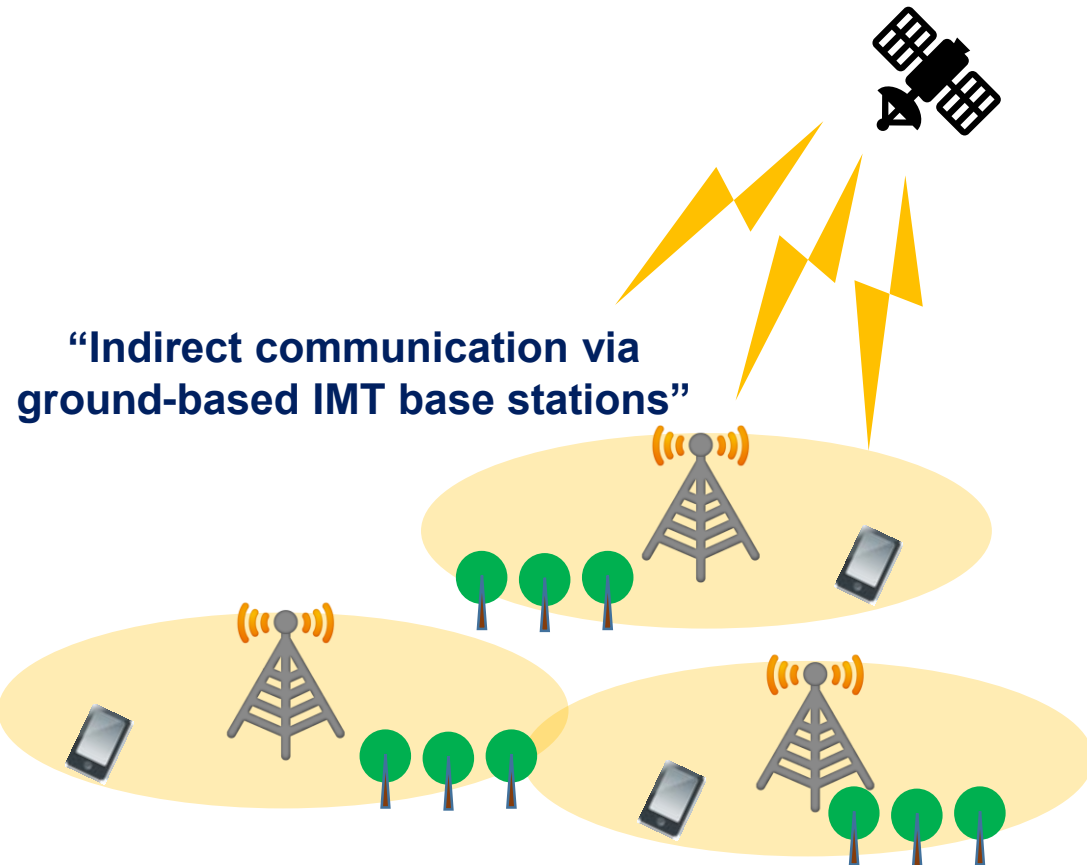 “Indirect communication via
ground-based IMT base stations”